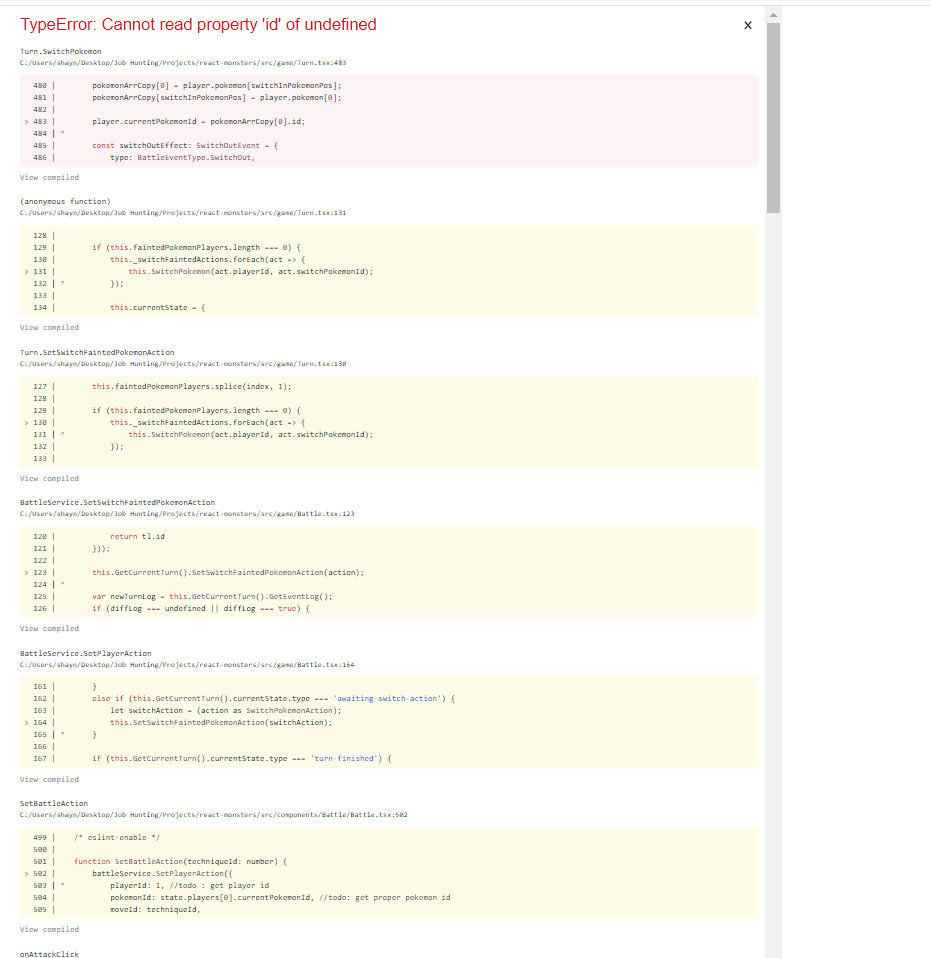 TypeError: Cannot read property 'id' of undefined
x
Turn.SwitchPokemon
C:/Users/shayn/Desktop/Job Hunting/Projects/react-monsters/src/game/Turn.tsx:483
480 | pokemonArrCopy[0] = player.pokemon[switchInPokemonPos];
481 | pokemonArrCopy[switchInPokemonPos] = player.pokemon[0];
482 |
> 483 | player.currentPokemonId = pokemonArrCopy[0].id;
484 | ^
485 | const switchOutEffect: SwitchOutEvent = {
486 | type: BattleEventType.SwitchOut,
View compiled
(anonymous function)
C:/Users/shayn/Desktop/Job Hunting/Projects/react-monsters/src/game/Turn.tsx:131
128 |
129 | if (this.faintedPokemonPlayers.length === 0) {
130 | this._switchFaintedActions.forEach(act => {
> 131 | this.SwitchPokemon(act.playerId, act.switchPokemonId);
132 | ^ });
133 |
134 | this.currentState = {
View compiled
Turn.SetSwitchFaintedPokemonAction
C:/Users/shayn/Desktop/Job Hunting/Projects/react-monsters/src/game/Turn.tsx:130
127 | this.faintedPokemonPlayers.splice(index, 1);
128 |
129 | if (this.faintedPokemonPlayers.length === 0) {
> 130 | this._switchFaintedActions.forEach(act => {
131 | ^ this.SwitchPokemon(act.playerId, act.switchPokemonId);
132 | });
133 |
View compiled
BattleService.SetSwitchFaintedPokemonAction
C:/Users/shayn/Desktop/Job Hunting/Projects/react-monsters/src/game/Battle.tsx:123
120 | return tl.id
121 | }));
122 |
> 123 | this.GetCurrentTurn().SetSwitchFaintedPokemonAction(action);
124 | ^
125 | var newTurnLog = this.GetCurrentTurn().GetEventLog();
126 | if (diffLog === undefined || diffLog === true) {
View compiled
BattleService.SetPlayerAction
C:/Users/shayn/Desktop/Job Hunting/Projects/react-monsters/src/game/Battle.tsx:164
161 | }
162 | else if (this.GetCurrentTurn().currentState.type === 'awaiting-switch-action') {
163 | let switchAction = (action as SwitchPokemonAction);
> 164 | this.SetSwitchFaintedPokemonAction(switchAction);
165 | ^ }
166 |
167 | if (this.GetCurrentTurn().currentState.type === 'turn-finished') {
View compiled
SetBattleAction
C:/Users/shayn/Desktop/Job Hunting/Projects/react-monsters/src/components/Battle/Battle.tsx:502
499 | /* eslint-enable */
500 |
501 | function SetBattleAction(techniqueId: number) {
> 502 | battleService.SetPlayerAction({
503 | ^ playerId: 1, //todo : get player id
504 | pokemonId: state.players[0].currentPokemonId, //todo: get proper pokemon id
505 | moveId: techniqueId,
View compiled
onAttackClick